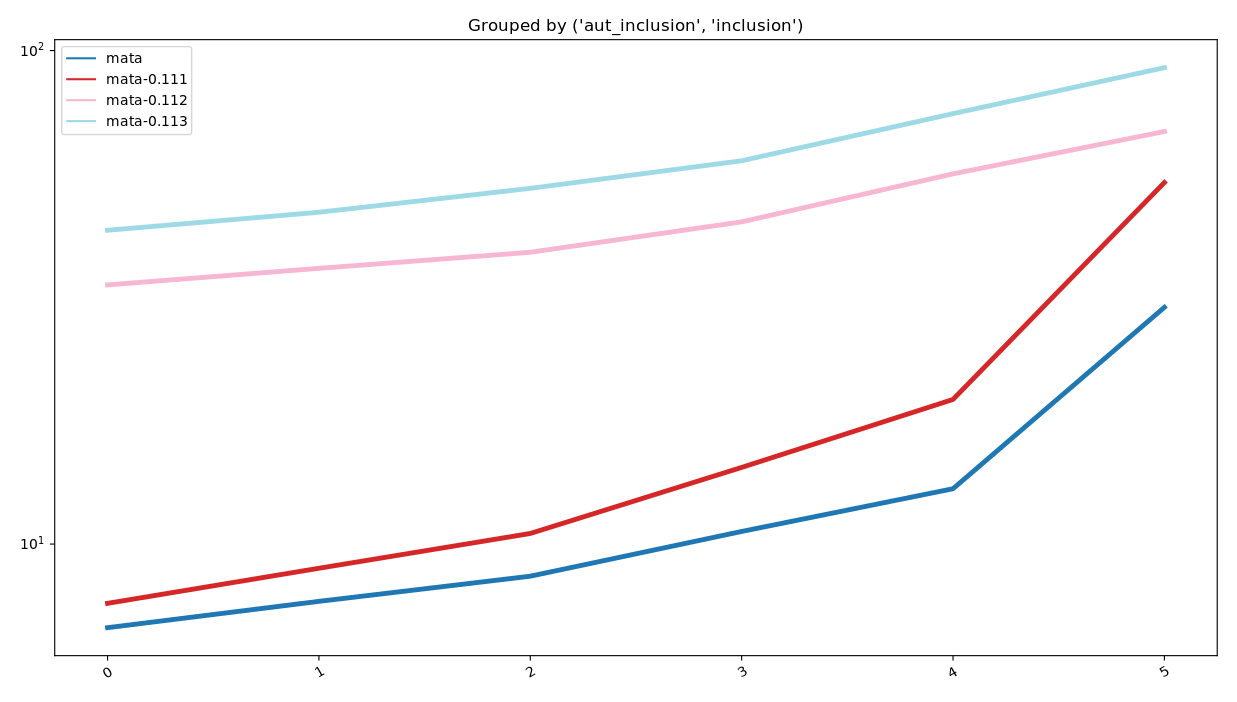 Grouped by ('aut_inclusion', 'inclusion')
10²
mata
mata-0.111
mata-0.112
mata-0.113
10¹
0 1 2 3 4 5